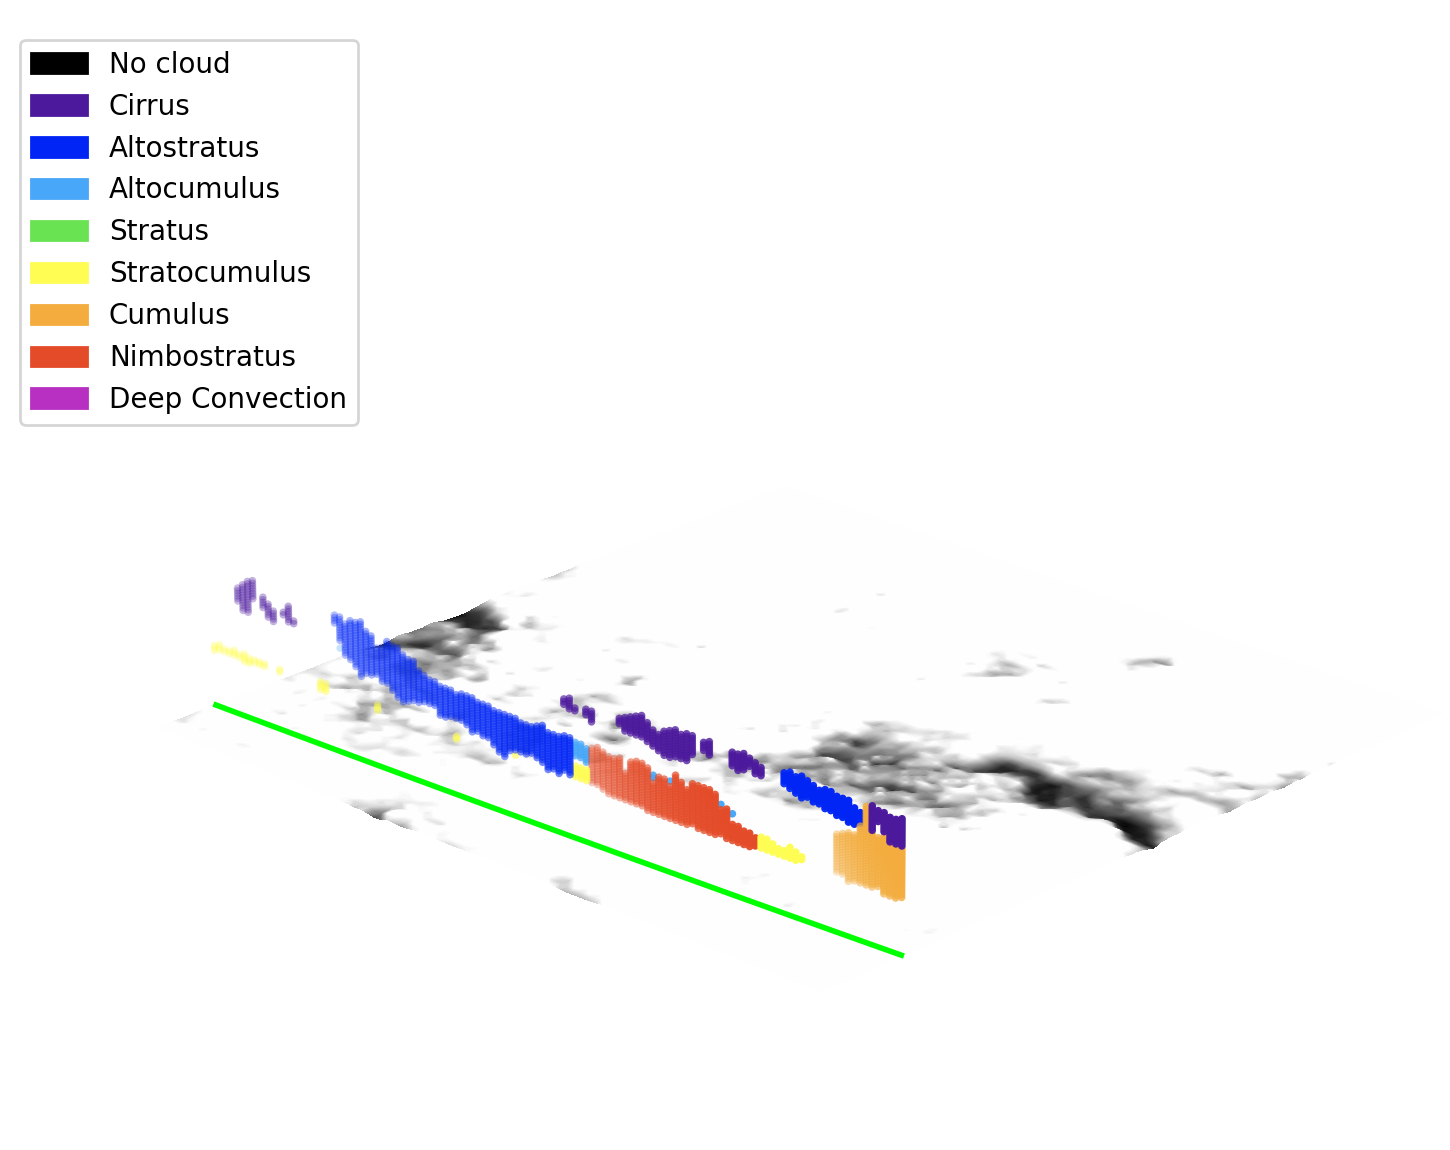 No cloud
Cirrus
Altostratus
Altocumulus
Stratus
Stratocumulus
Cumulus
Nimbostratus
Deep Convection